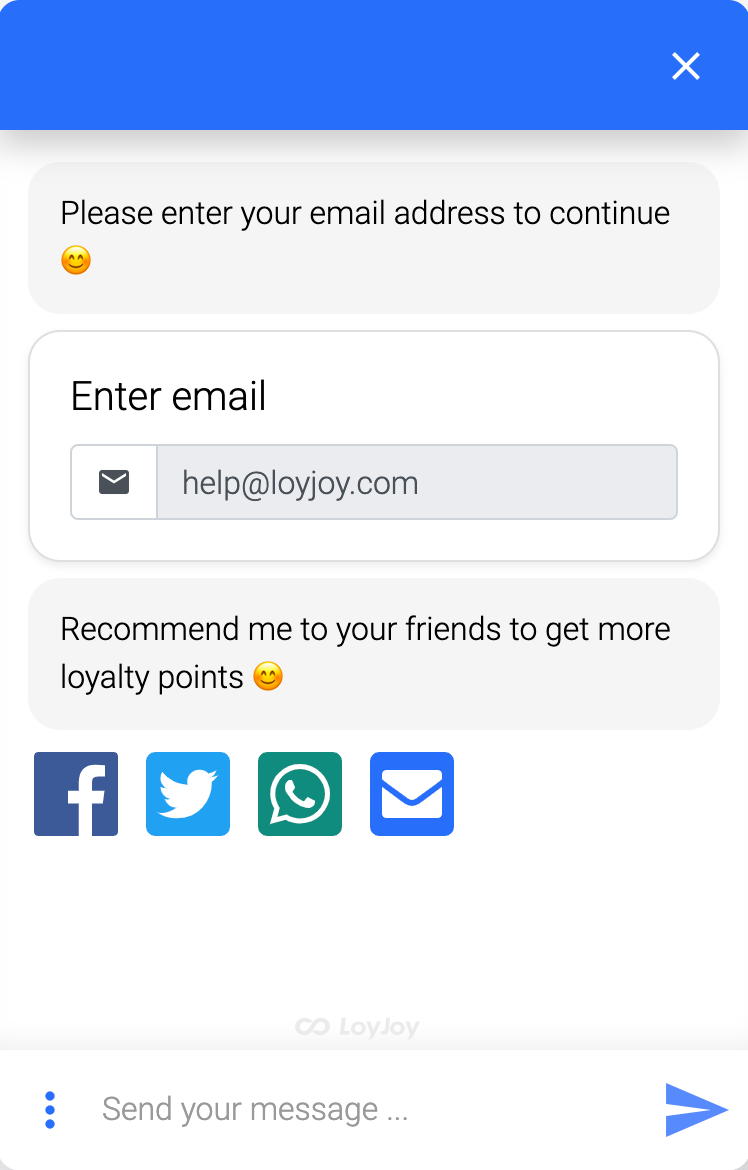 Please enter your email address to continue
😊
Enter email
help@loyjoy.com
Recommend me to your friends to get more
loyalty points 😊
LoyJoy
Send your message ...